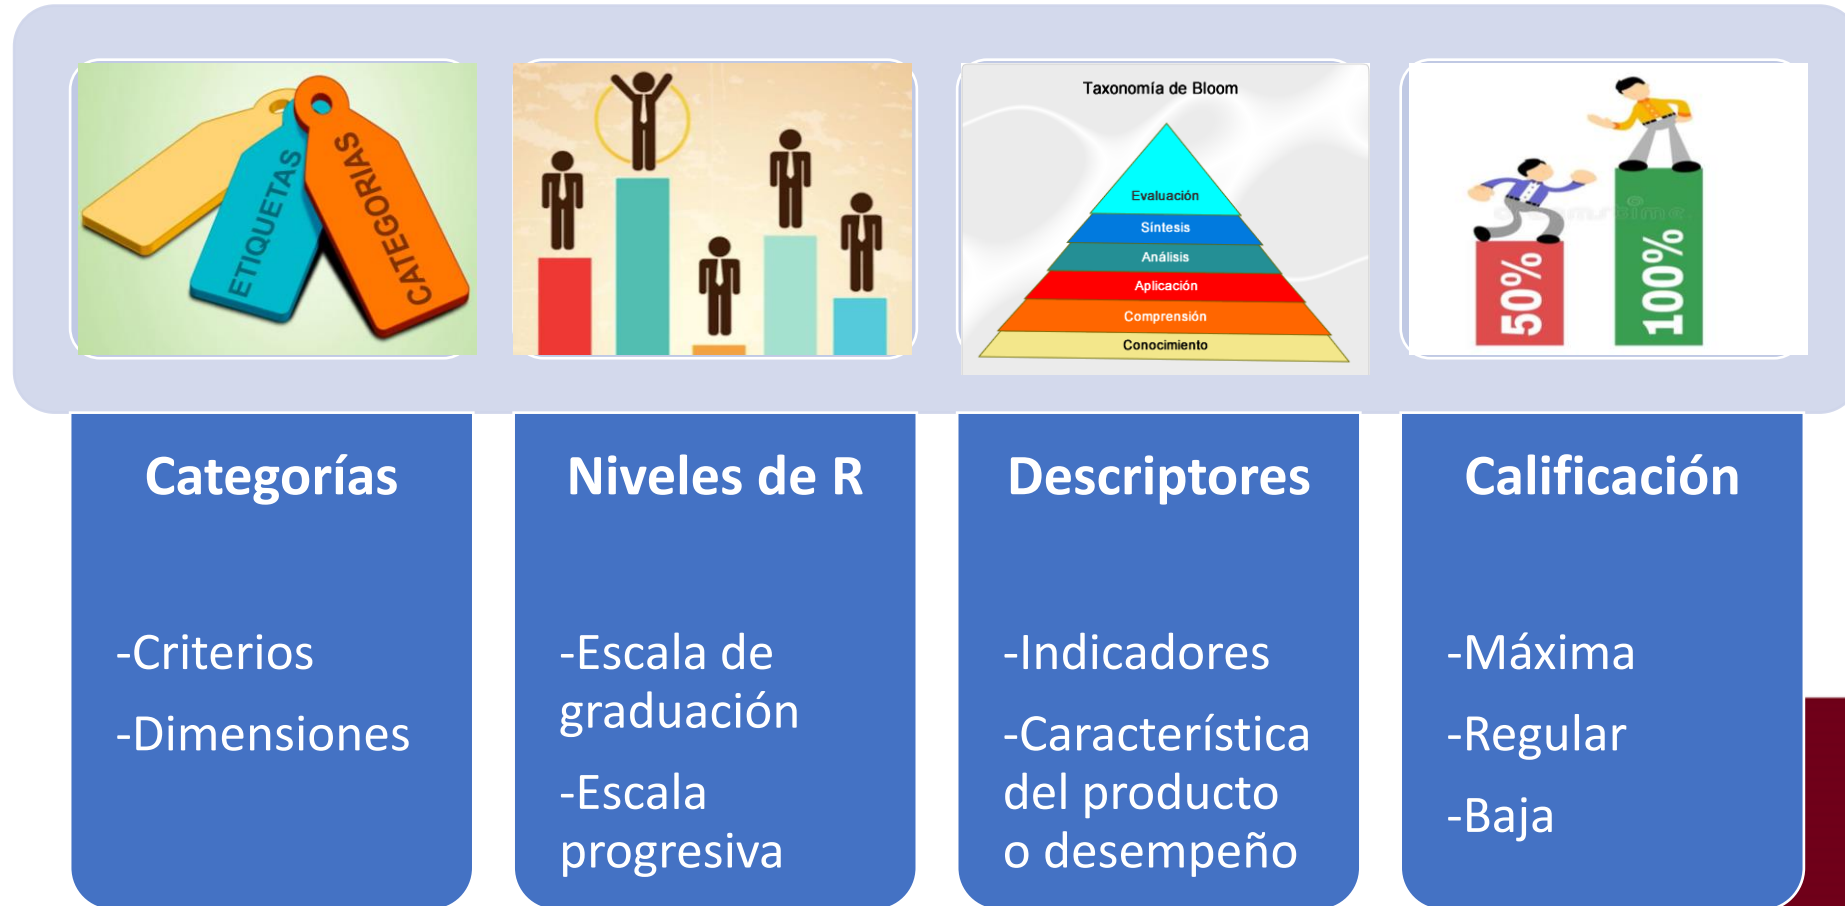 ETIQUETAS
CATEGORIAS
Taxonomía de Bloom
Evaluación
Síntesis
Análisis
Aplicación
Comprensión
Conocimiento
50%
100%
Categorías
-Criterios
-Dimensiones
Niveles de R
-Escala de
graduación
-Escala
progresiva
Descriptores
-Indicadores
-Característica
del producto
o desempeño
Calificación
-Máxima
-Regular
-Baja